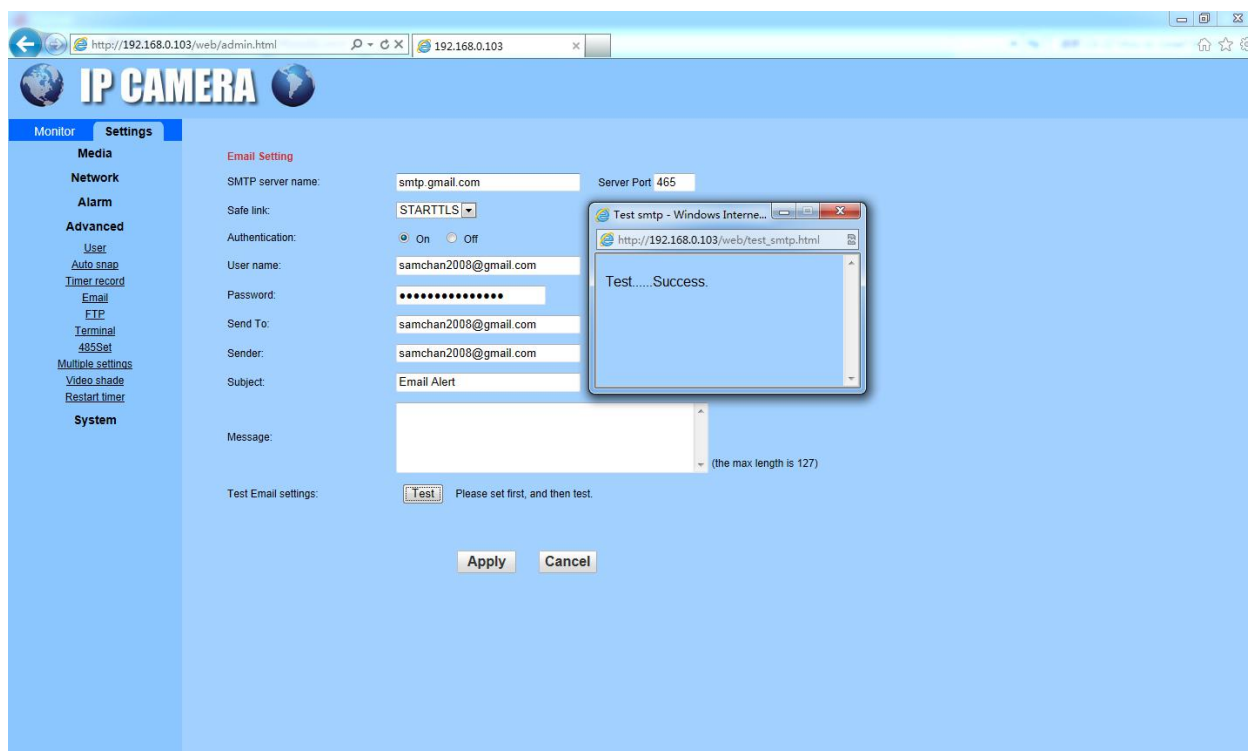 http://192.168.0.103/web/admin.html
192.168.0.103
IP CAMERA
Monitor Settings
Media
Network
Alarm
Advanced
User
Auto snap
Timer record
Email
FTP
Terminal
485Set
Multiple settings
Video shade
Restart timer
System
Email Setting
SMTP server name: smtp.gmail.com Server Port 465
Safe link: STARTTLS
Authentication: On Off
User name: samchan2008@gmail.com
Password: ●●●●●●●●●●●●●●●
Send To: samchan2008@gmail.com
Sender: samchan2008@gmail.com
Subject: Email Alert
Message:
(the max length is 127)
Test Email settings: Test Please set first, and then test.
Apply Cancel
Test smtp - Windows Interne...
http://192.168.0.103/web/test_smtp.html
Test......Success.